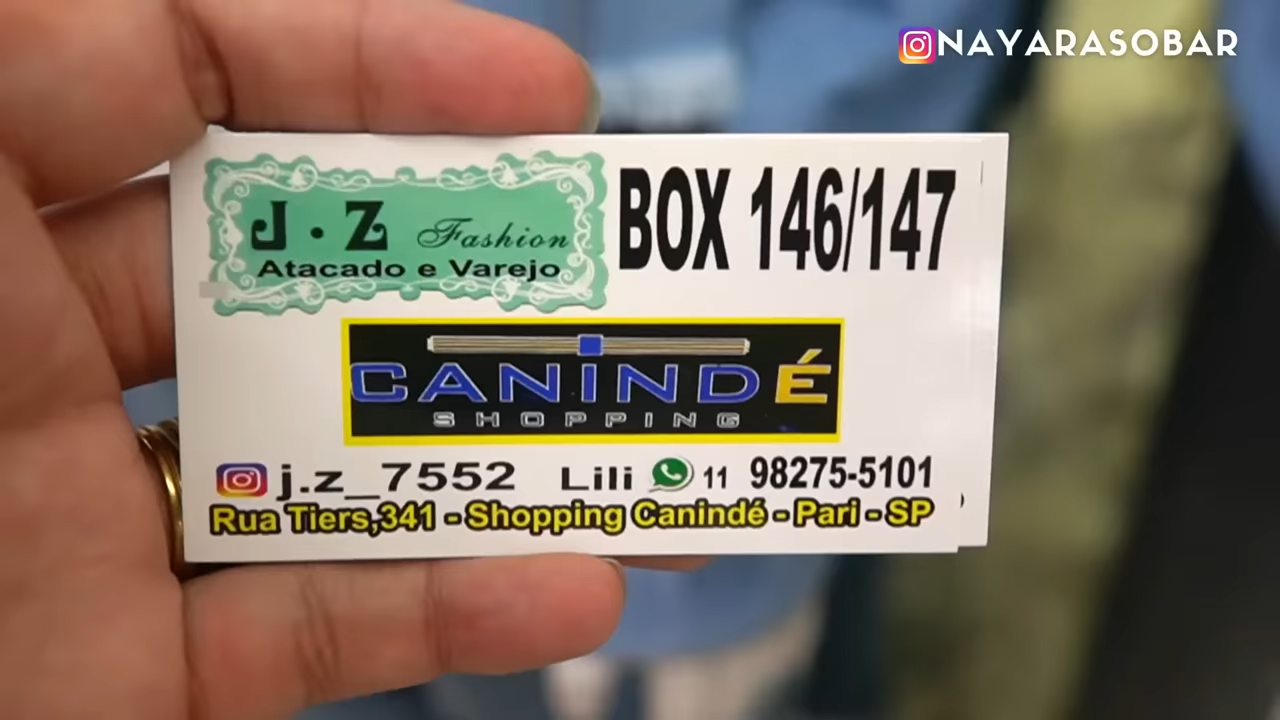 NAYARASOBAR
J.Z Fashion
Atacado e Varejo
BOX 146/147
CANINDÉ
SHOPPING
j.z_7552 Lili 11 98275-5101
Rua Tiers,341 - Shopping Canindé - Pari - SP